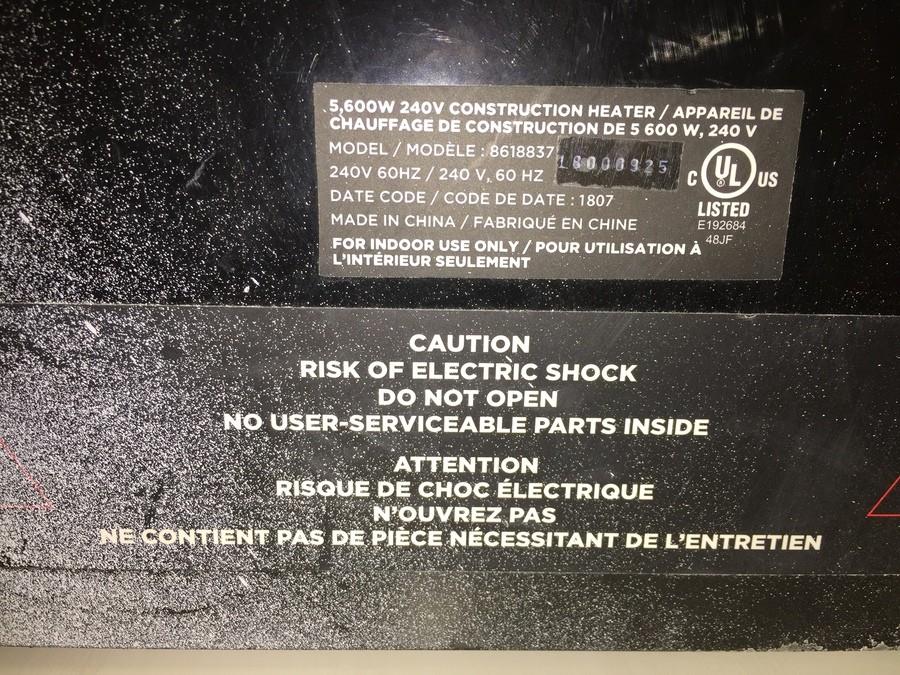 5,600W 240V CONSTRUCTION HEATER / APPAREIL DE
CHAUFFAGE DE CONSTRUCTION DE 5 600 W, 240 V
MODEL / MODÈLE : 8618837
240V 60HZ / 240 V, 60 HZ
DATE CODE / CODE DE DATE : 1807
MADE IN CHINA / FABRIQUÉ EN CHINE
FOR INDOOR USE ONLY / POUR UTILISATION À
L'INTÉRIEUR SEULEMENT
C UL US
LISTED
E192684
48JF
CAUTION
RISK OF ELECTRIC SHOCK
DO NOT OPEN
NO USER-SERVICEABLE PARTS INSIDE
ATTENTION
RISQUE DE CHOC ÉLECTRIQUE
N'OUVREZ PAS
NE CONTIENT PAS DE PIÈCE NÉCESSITANT DE L'ENTRETIEN